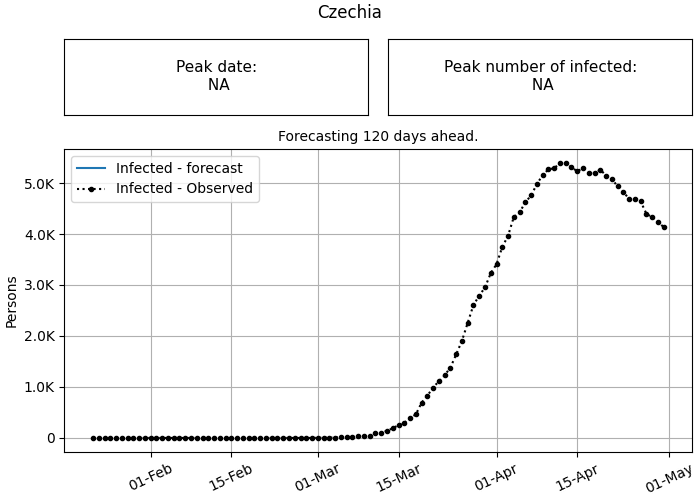 Czechia
Peak date:
NA
Peak number of infected:
NA
Forecasting 120 days ahead.
Infected - forecast
Infected - Observed
5.0K
4.0K
3.0K
2.0K
1.0K
0
Persons
01-Feb
15-Feb
01-Mar
15-Mar
01-Apr
15-Apr
01-May